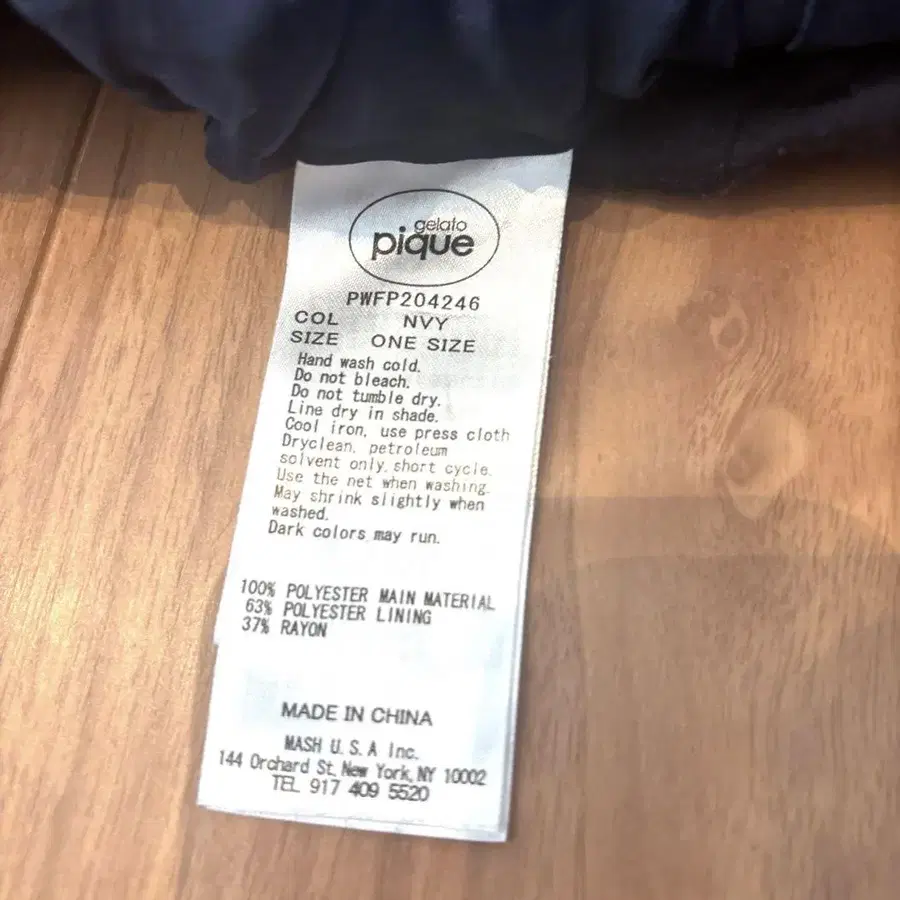 gelato
pique
PWFP204246
COL NVY
SIZE ONE SIZE
Hand wash cold.
Do not bleach.
Do not tumble dry.
Line dry in shade.
Cool iron, use press cloth
Dryclean, petroleum
solvent only, short cycle.
Use the net when washing.
May shrink slightly when
washed.
Dark colors may run.
100% POLYESTER MAIN MATERIAL
63% POLYESTER LINING
37% RAYON
MADE IN CHINA
MASH U.S.A Inc.
144 Orchard St. New York, NY 10002
TEL 917 409 5520